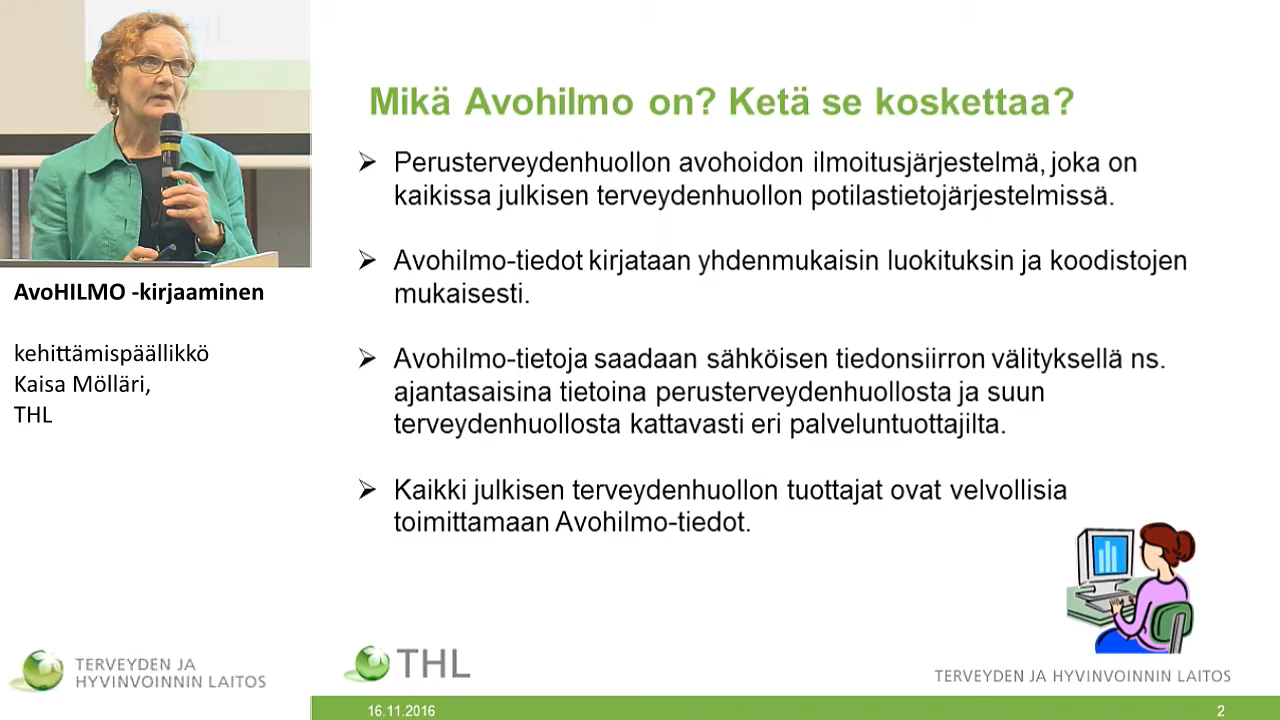 Mikä Avohilmo on? Ketä se koskettaa?
Perusterveydenhuollon avohoidon ilmoitusjärjestelmä, joka on
kaikissa julkisen terveydenhuollon potilastietojärjestelmissä.
Avohilmo-tiedot kirjataan yhdenmukaisin luokituksin ja koodistojen
mukaisesti.
Avohilmo-tietoja saadaan sähköisen tiedonsiirron välityksellä ns.
ajantasaisina tietoina perusterveydenhuollosta ja suun
terveydenhuollosta kattavasti eri palveluntuottajilta.
Kaikki julkisen terveydenhuollon tuottajat ovat velvollisia
toimittamaan Avohilmo-tiedot.
AvoHILMO -kirjaaminen
kehittämispäällikkö
Kaisa Mölläri,
THL
TERVEYDEN JA
HYVINVOINNIN LAITOS
THL
TERVEYDEN JA HYVINVOINNIN LAITOS
16.11.2016
2